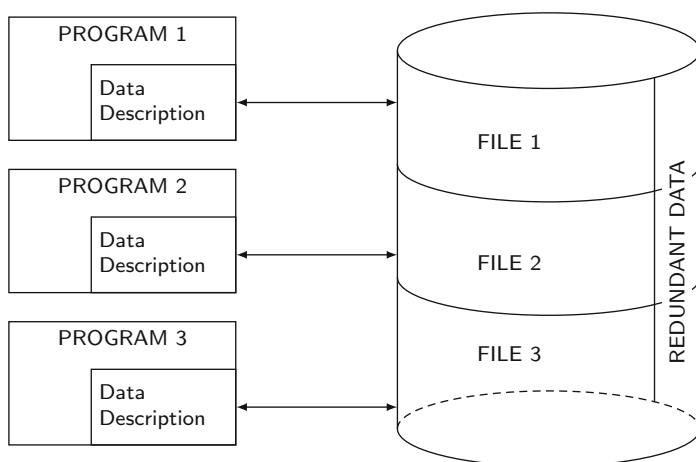 PROGRAM 1
Data
Description
PROGRAM 2
Data
Description
PROGRAM 3
Data
Description
FILE 1
FILE 2
FILE 3
REDUNDANT DATA